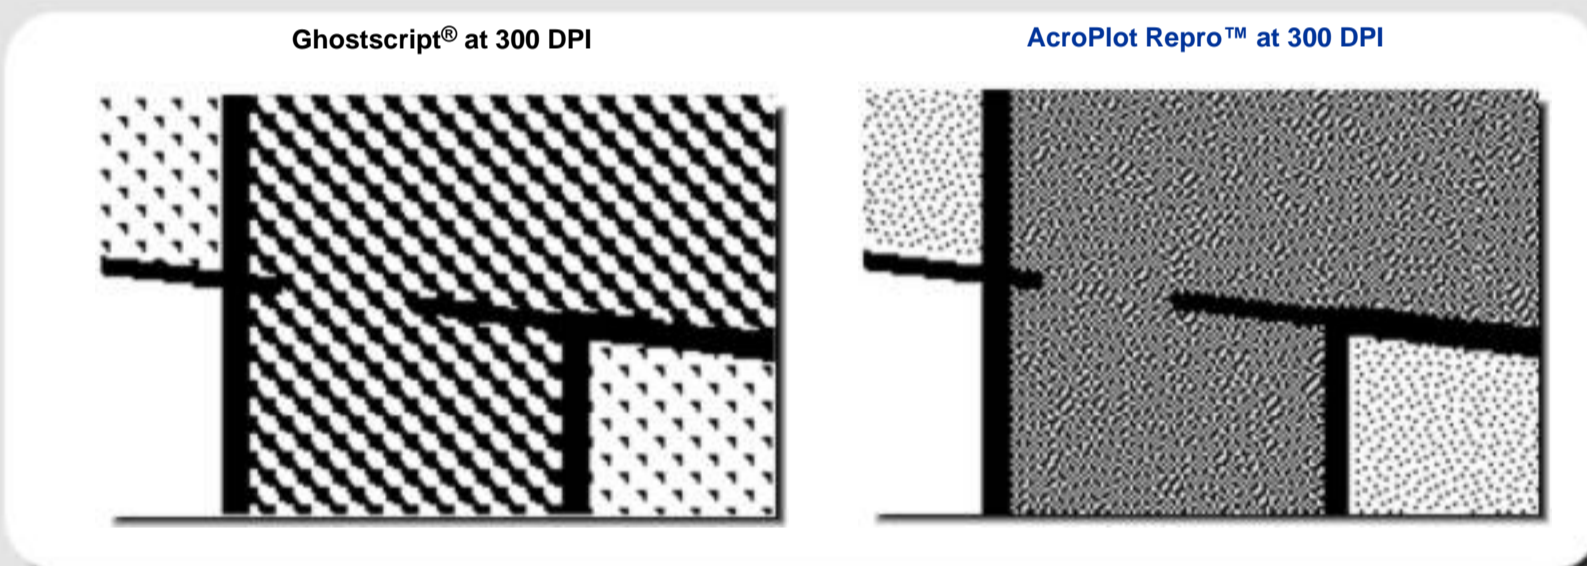 Ghostscript® at 300 DPI
AcroPlot Repro™ at 300 DPI